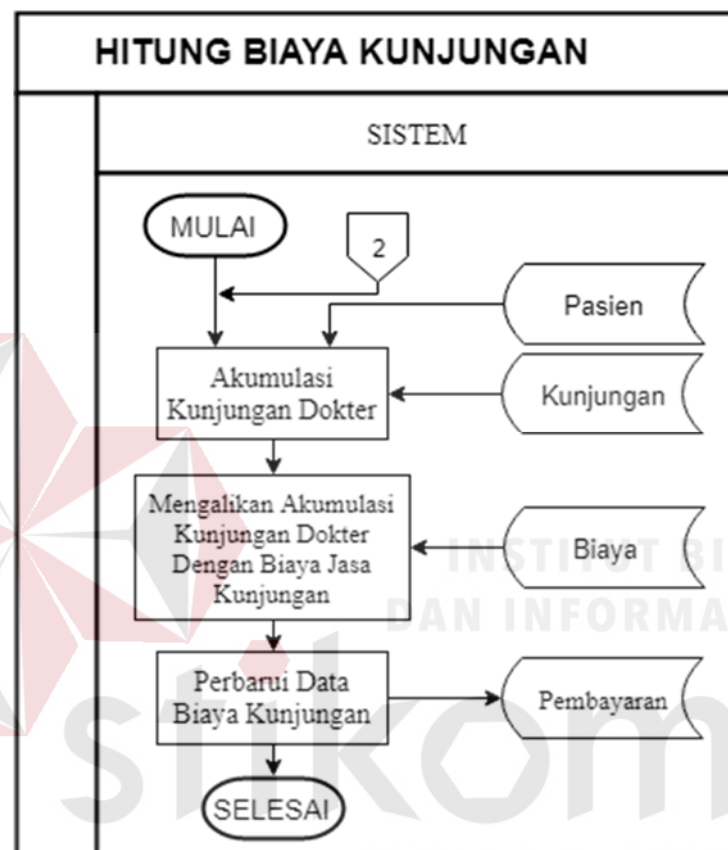 HITUNG BIAYA KUNJUNGAN
SISTEM
MULAI
2
Pasien
Akumulasi
Kunjungan Dokter
Kunjungan
Mengalikan Akumulasi
Kunjungan Dokter
Dengan Biaya Jasa
Kunjungan
Biaya
INSTITUT BI
DAN INFORMA
Perbarui Data
Biaya Kunjungan
Pembayaran
stikom
SELESAI